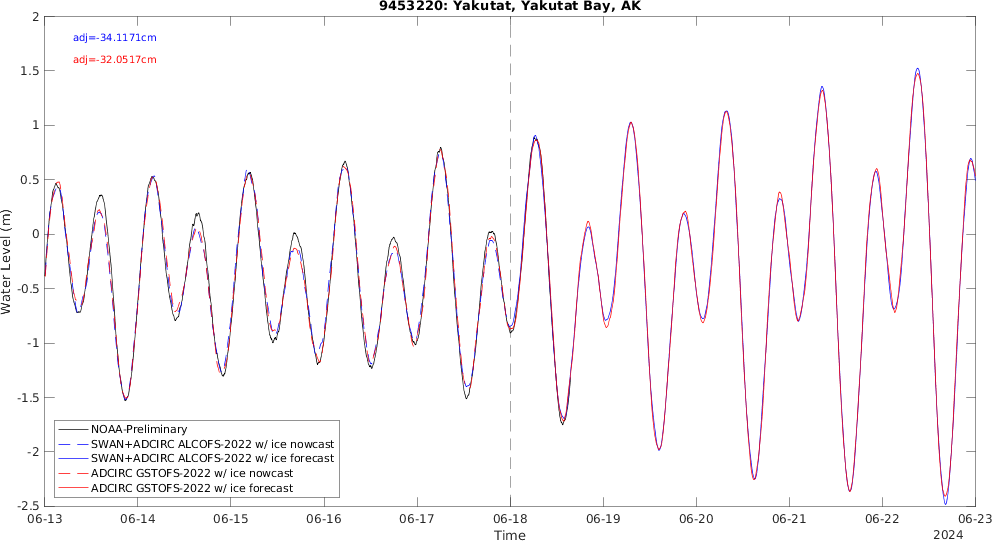 9453220: Yakutat, Yakutat Bay, AK
adj=-34.1171cm
adj=-32.0517cm
Water Level (m)
2
1.5
1
0.5
0
-0.5
-1
-1.5
-2
-2.5
NOAA-Preliminary
SWAN+ADCIRC ALCOFS-2022 w/ ice nowcast
SWAN+ADCIRC ALCOFS-2022 w/ ice forecast
ADCIRC GSTOFS-2022 w/ ice nowcast
ADCIRC GSTOFS-2022 w/ ice forecast
06-13 06-14 06-15 06-16 06-17 06-18 06-19 06-20 06-21 06-22 06-23
Time
2024